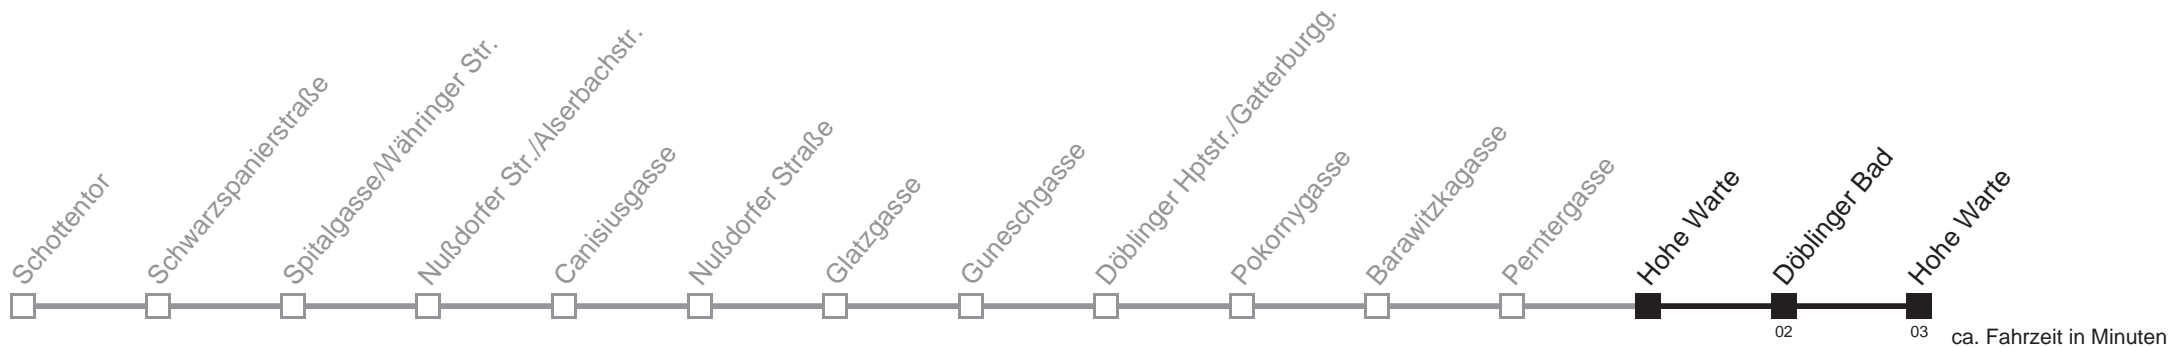 Schottentor
Schwarzspanierstraße
Spitalgasse/Währinger Str.
Nußdorfer Str./Alserbachstr.
Canisiusgasse
Nußdorfer Straße
Glatzgasse
Guneschgasse
Döblinger Hptstr./Gatterburgg.
Pokornygasse
Barawitzkagasse
Perntergasse
Hohe Warte
Döblinger Bad
Hohe Warte
02
03
ca. Fahrzeit in Minuten